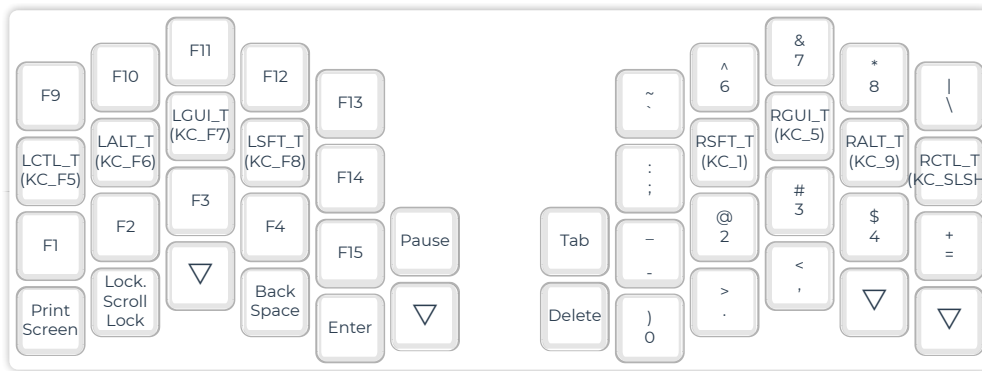 F9
F10
F11
F12
F13
~
`
^
6
&
7
*
8
|
\
LCTL_T
(KC_F5)
LALT_T
(KC_F6)
LGUI_T
(KC_F7)
LSFT_T
(KC_F8)
F14
:
;
RSFT_T
(KC_1)
RGUI_T
(KC_5)
RALT_T
(KC_9)
RCTL_T
(KC_SLSH
F1
F2
F3
F4
F15
Pause
Tab
_
-
@
2
#
3
$
4
+
=
Print
Screen
Lock.
Scroll
Lock
▽
Back
Space
Enter
▽
Delete
)
0
>
.
<
,
▽
▽